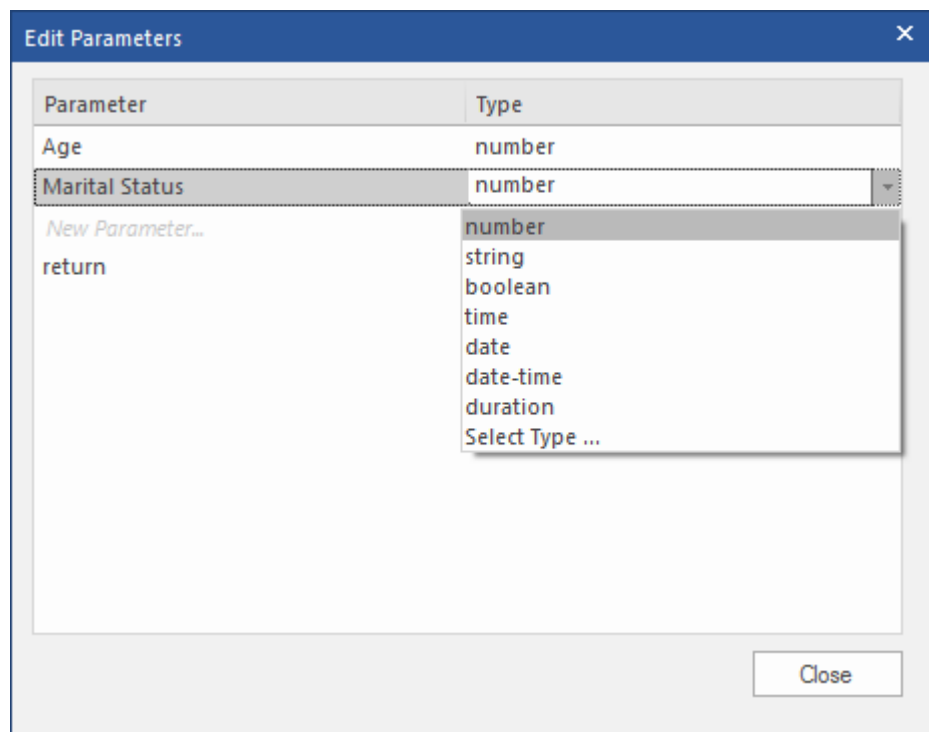 Edit Parameters
Parameter Type
Age number
Marital Status number
New Parameter...
return
number
string
boolean
time
date
date-time
duration
Select Type ...
Close